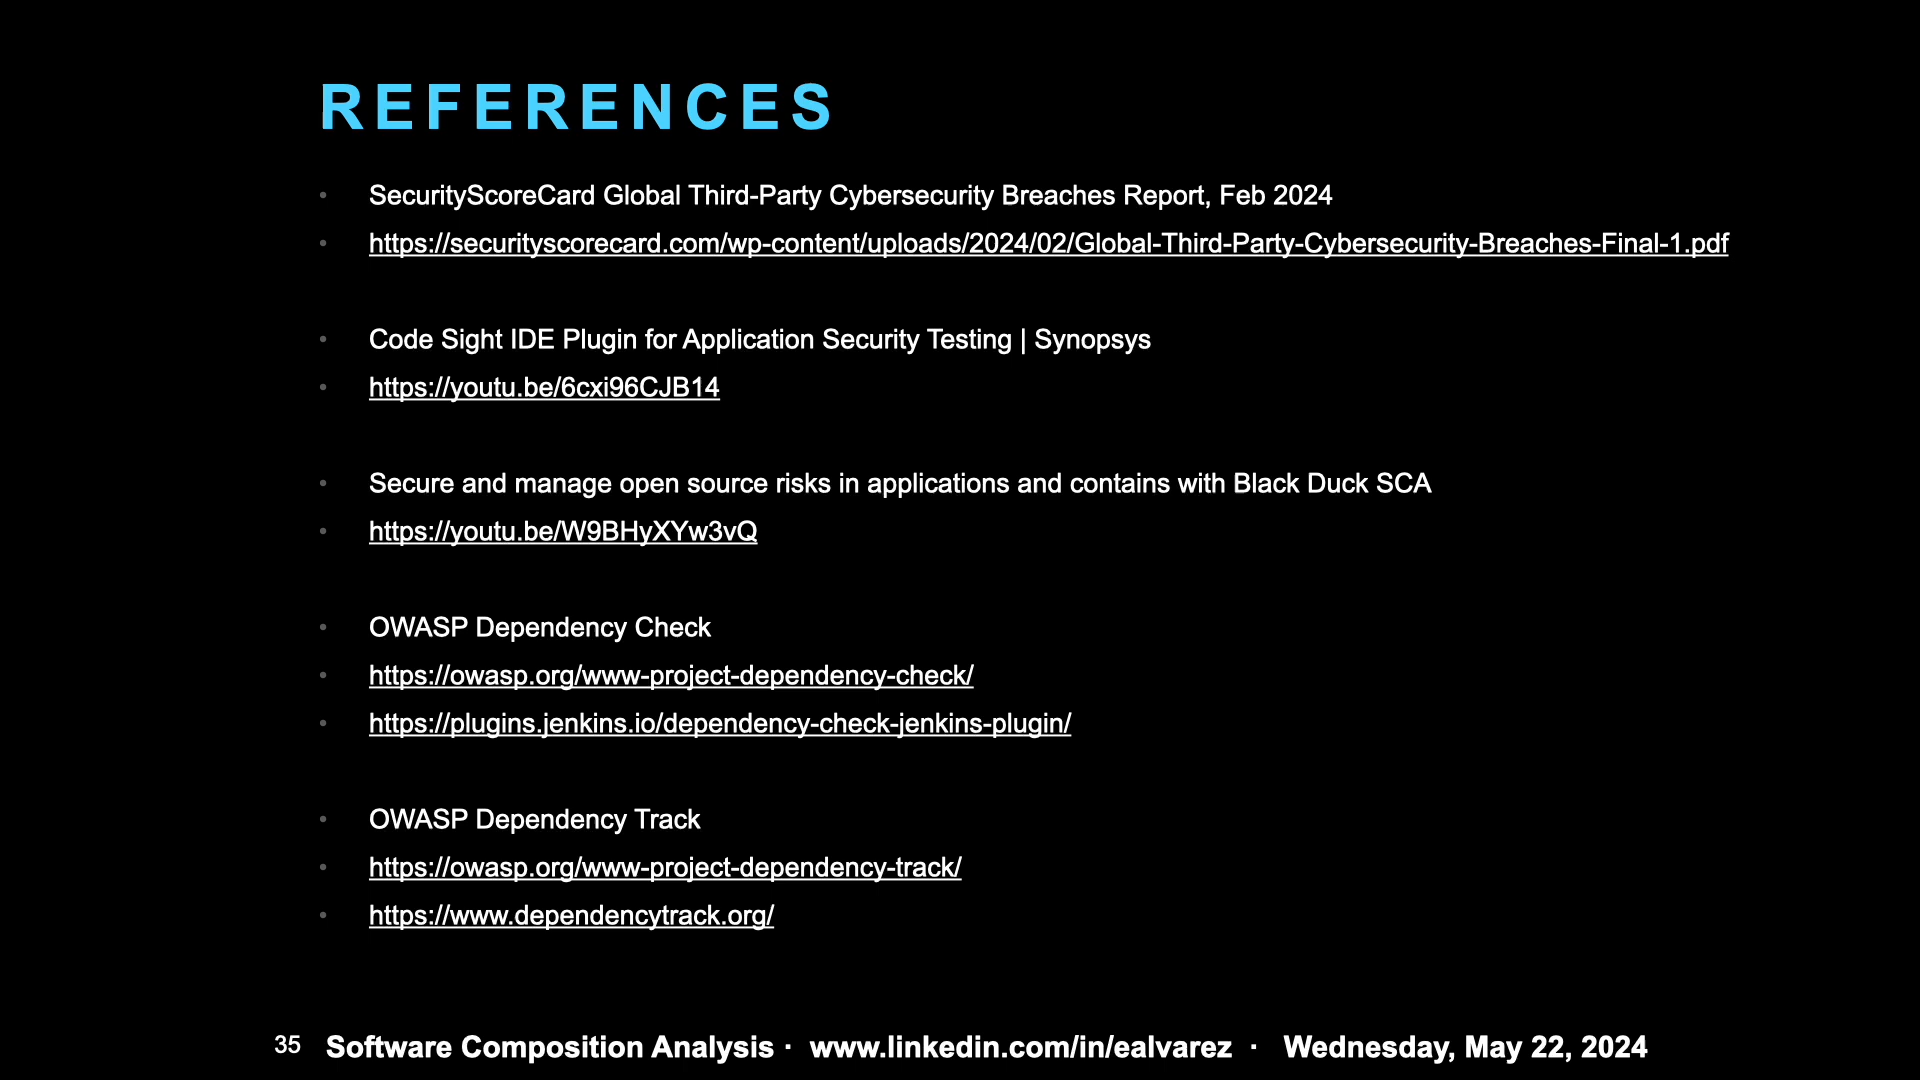 REFERENCES
• SecurityScoreCard Global Third-Party Cybersecurity Breaches Report, Feb 2024
• https://securityscorecard.com/wp-content/uploads/2024/02/Global-Third-Party-Cybersecurity-Breaches-Final-1.pdf
• Code Sight IDE Plugin for Application Security Testing | Synopsys
• https://youtu.be/6cxi96CJB14
• Secure and manage open source risks in applications and contains with Black Duck SCA
• https://youtu.be/W9BHyXYw3vQ
• OWASP Dependency Check
• https://owasp.org/www-project-dependency-check/
• https://plugins.jenkins.io/dependency-check-jenkins-plugin/
• OWASP Dependency Track
• https://owasp.org/www-project-dependency-track/
• https://www.dependencytrack.org/
35 Software Composition Analysis · www.linkedin.com/in/ealvarez · Wednesday, May 22, 2024